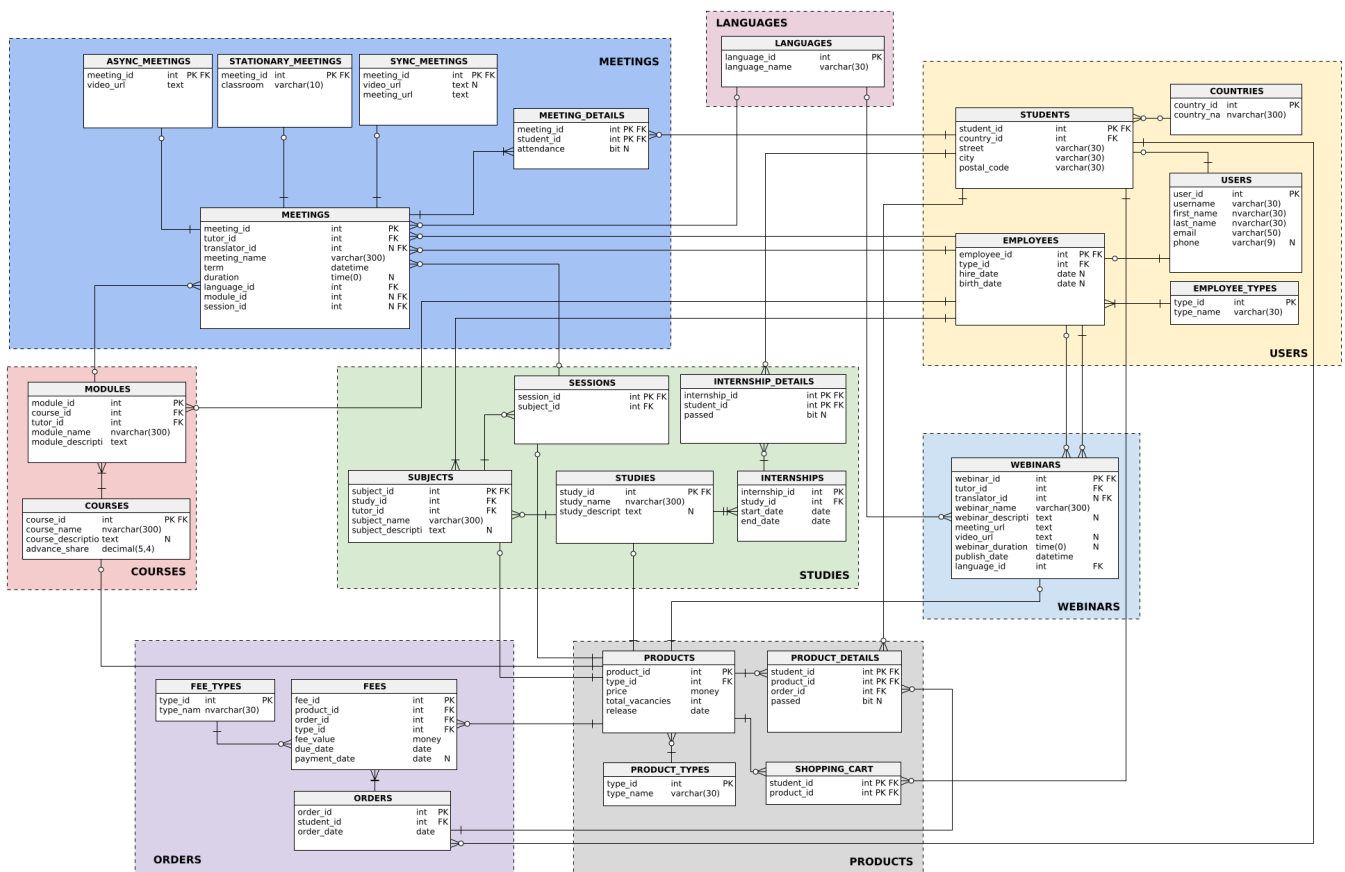 LANGUAGES
LANGUAGES
language_id int PK
language_name varchar(30)
MEETINGS
ASYNC_MEETINGS
meeting_id int PK FK
video_url text
STATIONARY_MEETINGS
meeting_id int PK FK
classroom varchar(10)
SYNC_MEETINGS
meeting_id int PK FK
video_url text N
meeting_url text
MEETING_DETAILS
meeting_id int PK FK
student_id int PK FK
attendance bit N
MEETINGS
meeting_id int PK
tutor_id int FK
translator_id int N FK
meeting_name varchar(300)
term datetime
duration time(0) N
language_id int FK
module_id int N FK
session_id int N FK
COUNTRIES
country_id int PK
country_na nvarchar(300)
STUDENTS
student_id int PK FK
country_id int FK
street varchar(30)
city varchar(30)
postal_code varchar(30)
USERS
user_id int PK
username varchar(30)
first_name nvarchar(30)
last_name nvarchar(30)
email varchar(50)
phone varchar(9) N
EMPLOYEES
employee_id int PK FK
type_id int FK
hire_date date N
birth_date date N
EMPLOYEE_TYPES
type_id int PK
type_name varchar(30)
USERS
MODULES
module_id int PK
course_id int FK
tutor_id int FK
module_name nvarchar(300)
module_descripti text
COURSES
course_id int PK FK
course_name nvarchar(300)
course_descriptio text N
advance_share decimal(5,4)
COURSES
SESSIONS
session_id int PK FK
subject_id int FK
INTERNSHIP_DETAILS
internship_id int PK FK
student_id int PK FK
passed bit N
SUBJECTS
subject_id int PK FK
study_id int FK
tutor_id int FK
subject_name varchar(300)
subject_descripti text N
STUDIES
study_id int PK FK
study_name nvarchar(300)
study_descript text N
INTERNSHIPS
internship_id int PK
study_id int FK
start_date date
end_date date
STUDIES
WEBINARS
webinar_id int PK FK
tutor_id int FK
translator_id int N FK
webinar_name varchar(300)
webinar_descripti text N
meeting_url text
video_url text N
webinar_duration time(0) N
publish_date datetime
language_id int FK
WEBINARS
FEE_TYPES
type_id int PK
type_nam nvarchar(30)
FEES
fee_id int PK
product_id int FK
order_id int FK
type_id int FK
fee_value money
due_date date
payment_date date N
ORDERS
order_id int PK
student_id int FK
order_date date
ORDERS
PRODUCTS
product_id int PK
type_id int FK
price money
total_vacancies int
release date
PRODUCT_DETAILS
student_id int PK FK
product_id int PK FK
order_id int FK
passed bit N
PRODUCT_TYPES
type_id int PK
type_name varchar(30)
SHOPPING_CART
student_id int PK FK
product_id int PK FK
PRODUCTS